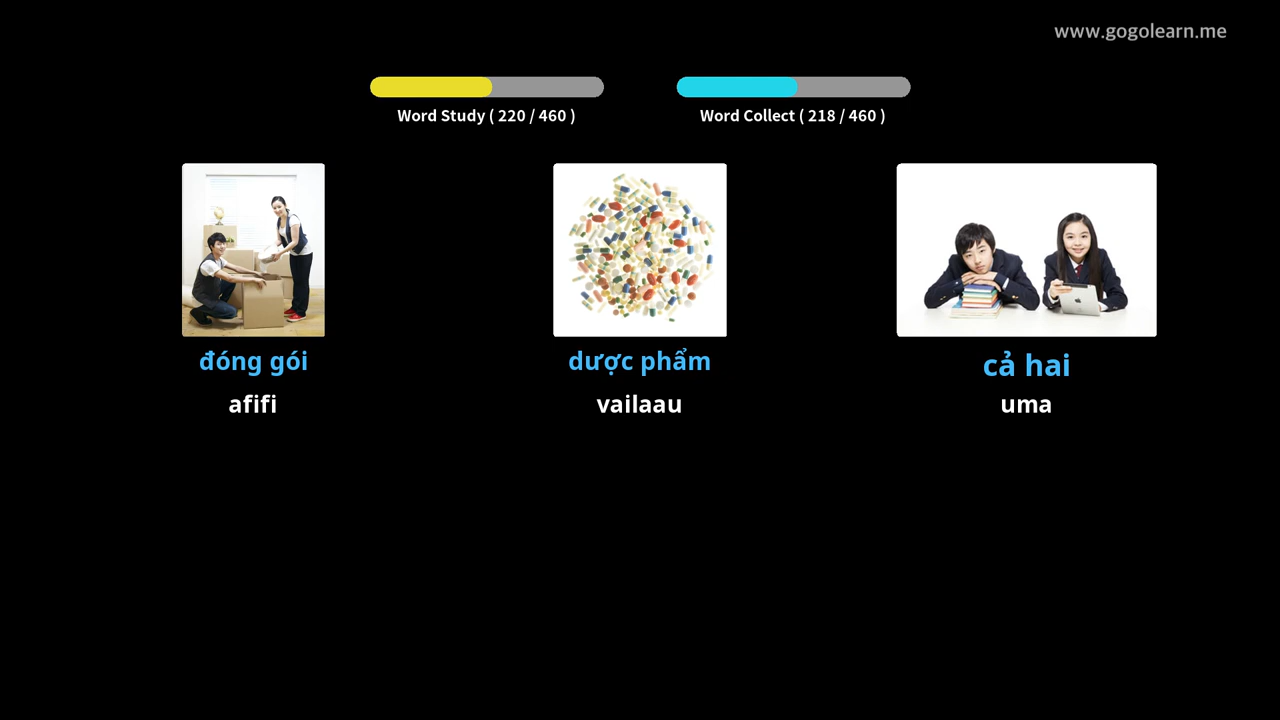 www.gogolearn.me
Word Study ( 220 / 460 )
Word Collect ( 218 / 460 )
đóng gói
dược phẩm
cả hai
afifi
vailaau
uma